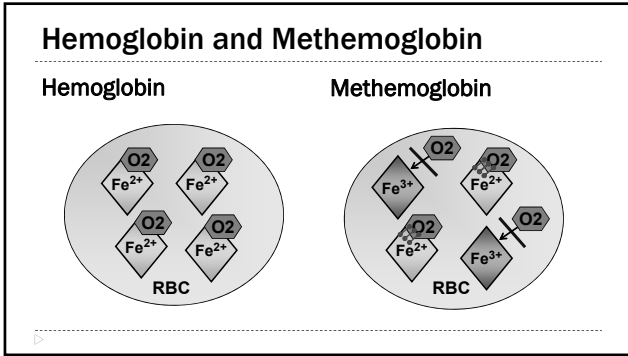 Hemoglobin and Methemoglobin
Hemoglobin
O2
Fe2+
O2
Fe2+
O2
Fe2+
O2
Fe2+
RBC
Methemoglobin
O2
Fe3+
O2
Fe2+
O2
Fe2+
O2
Fe3+
RBC